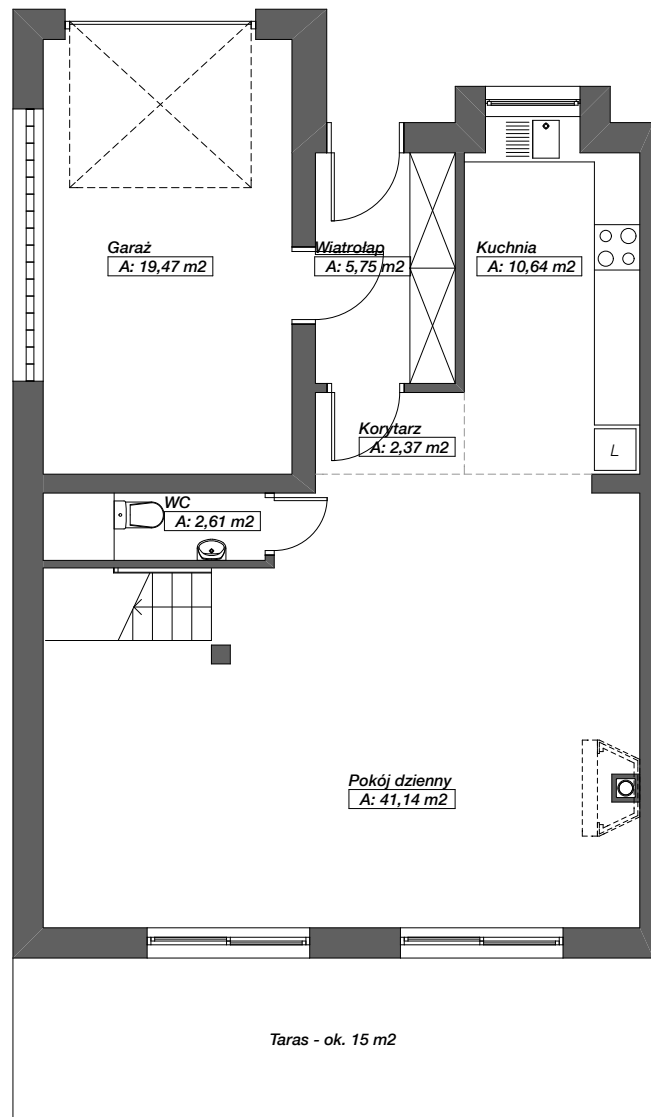 Garaż
A: 19,47 m2
Wiatrołap
A: 5,75 m2
Kuchnia
A: 10,64 m2
Korytarz
A: 2,37 m2
L
WC
A: 2,61 m2
Pokój dzienny
A: 41,14 m2
Taras - ok. 15 m2